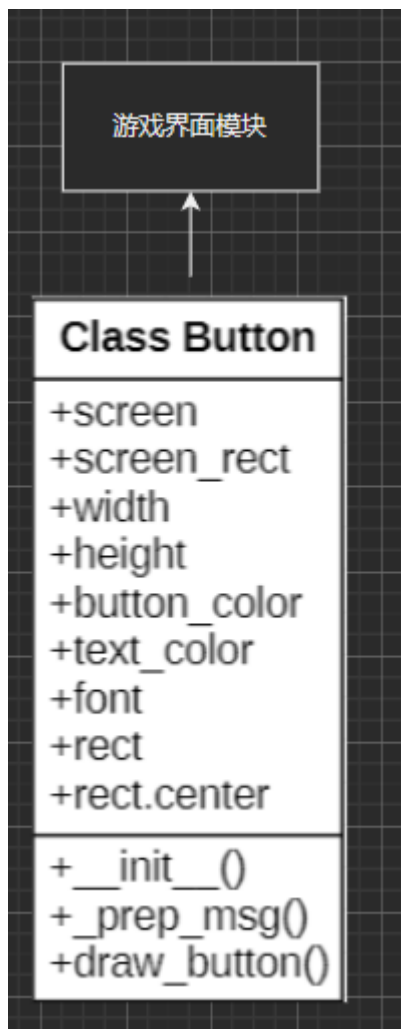 游戏界面模块
Class Button
+screen
+screen_rect
+width
+height
+button_color
+text_color
+font
+rect
+rect.center
+__init__()
+_prep_msg()
+draw_button()